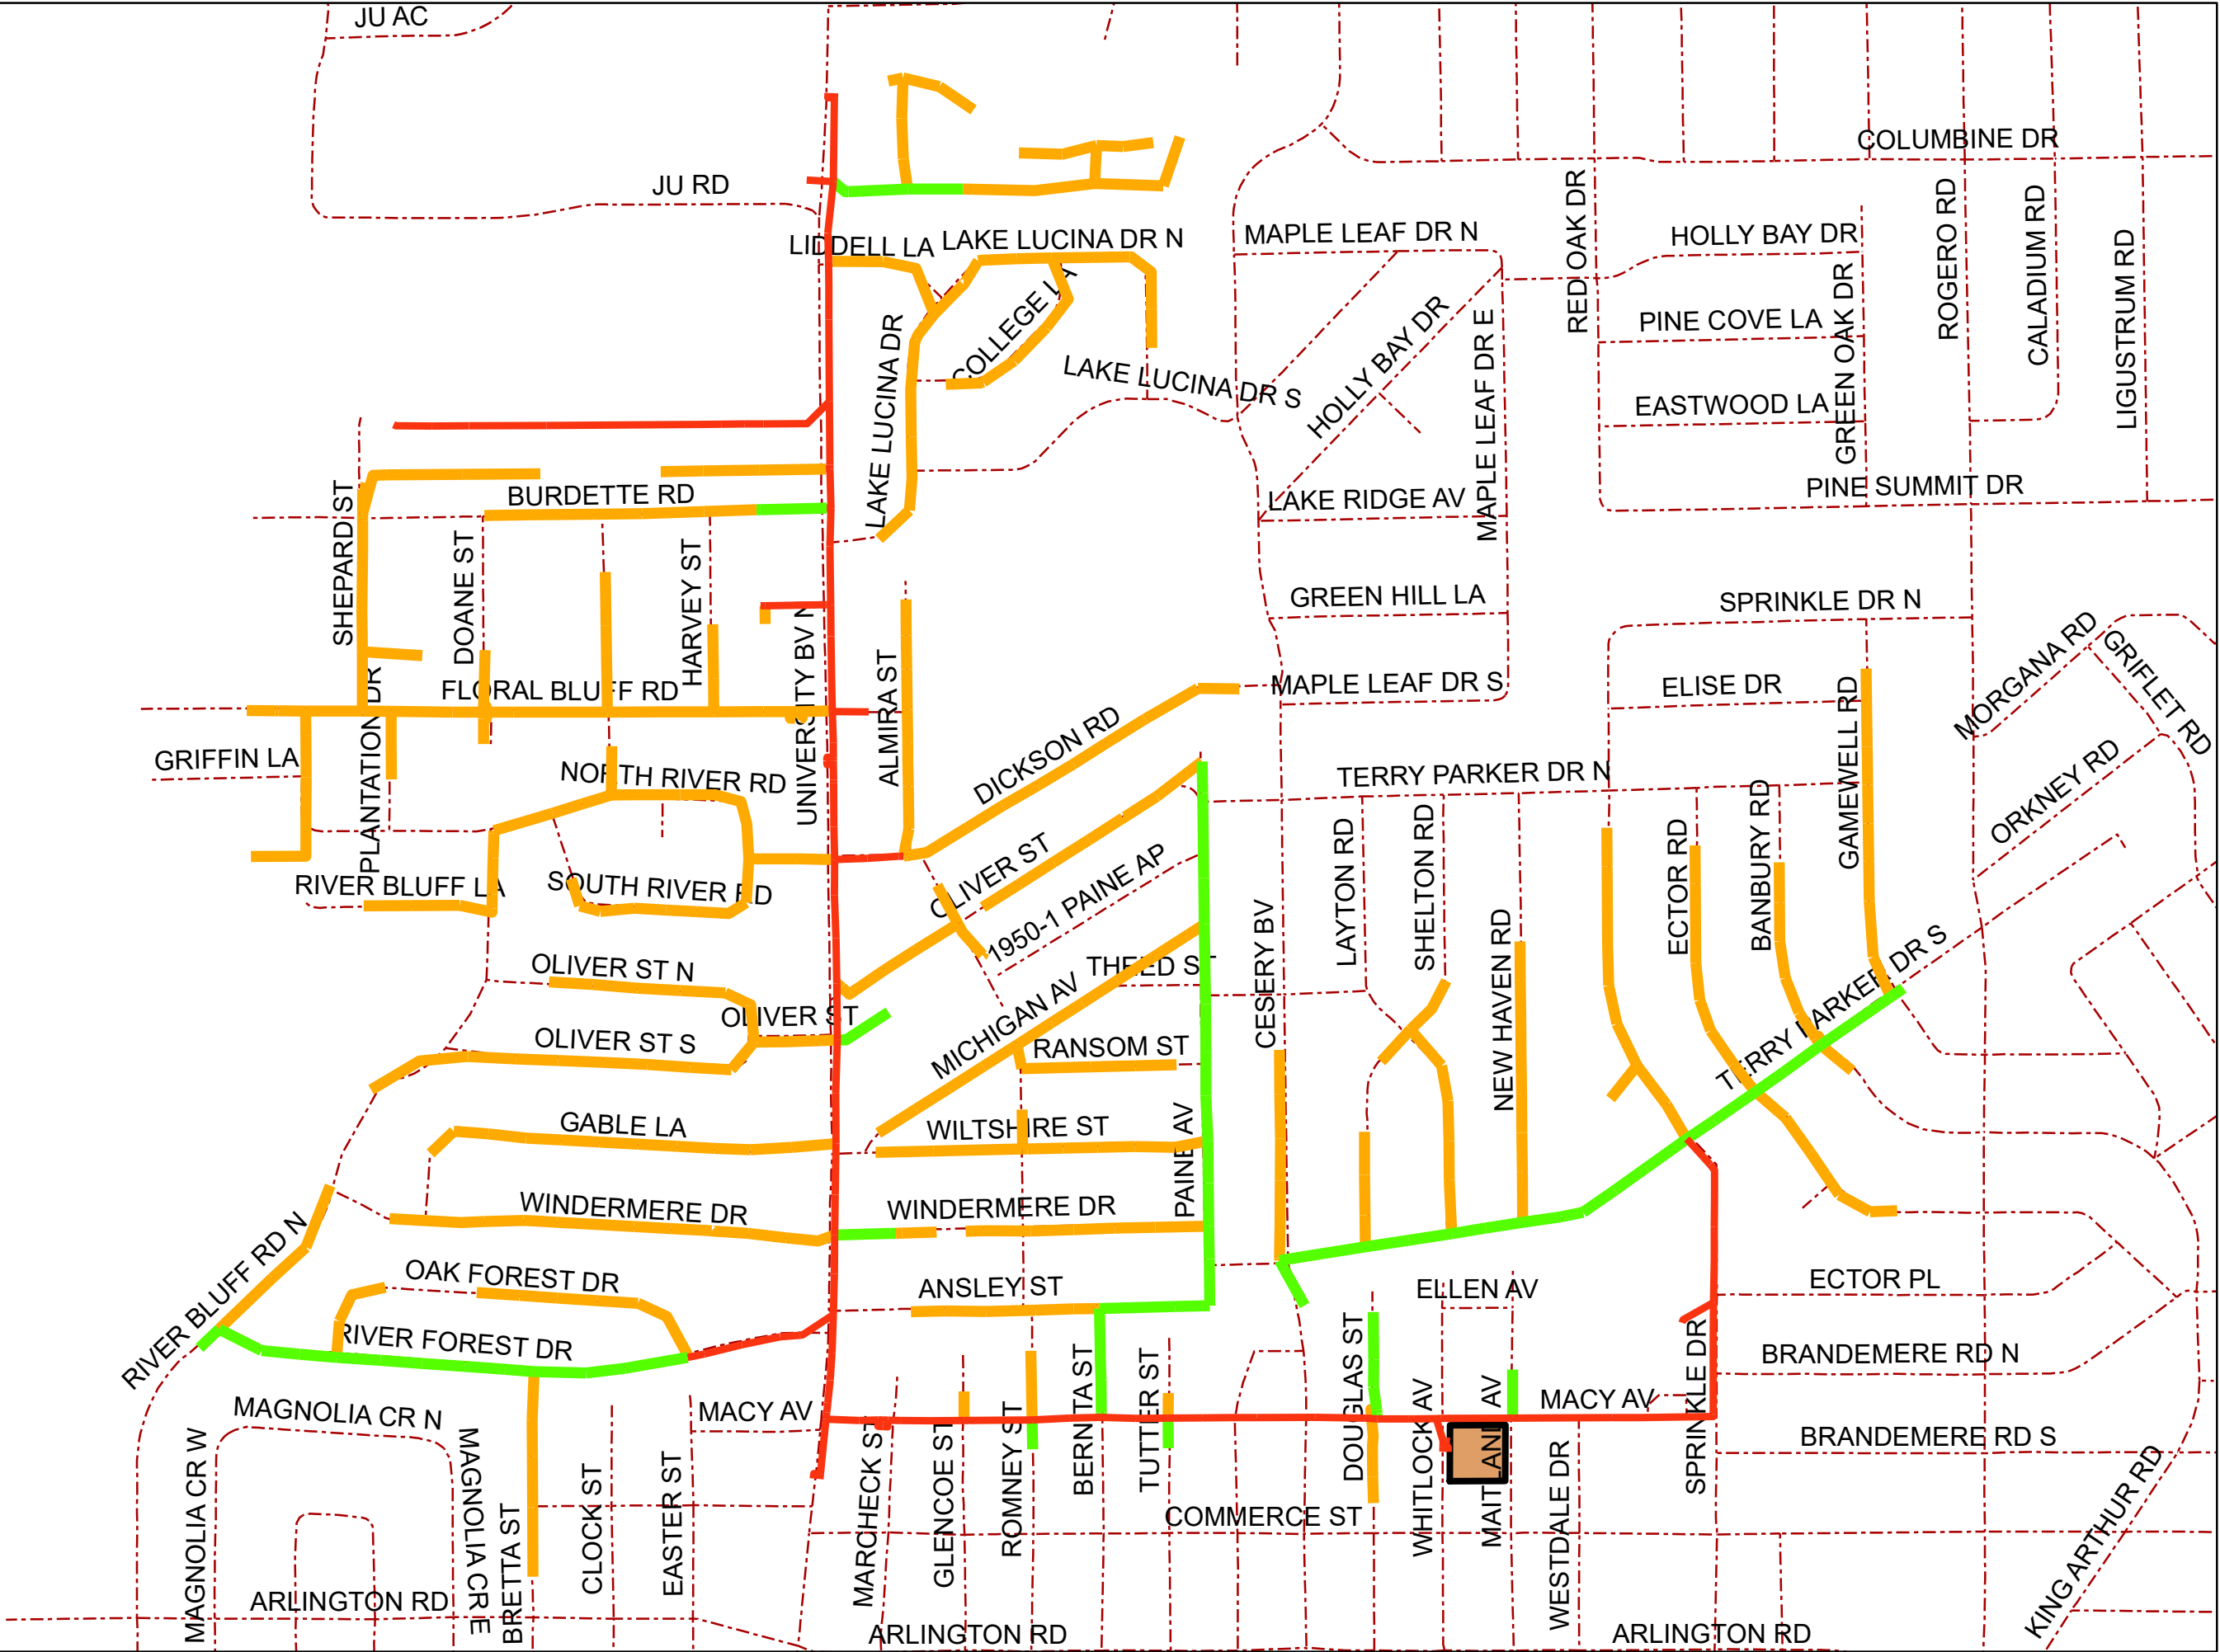 JU AC
COLUMBINE DR
JU RD
RED OAK DR
ROGERO RD
CALADIUM RD
LIGUSTRUM RD
LIDDELL LA
LAKE LUCINA DR N
MAPLE LEAF DR N
HOLLY BAY DR
COLLEGE LA
LAKE LUCINA DR
LAKE LUCINA DR S
HOLLY BAY DR
MAPLE LEAF DR E
PINE COVE LA
GREEN OAK DR
EASTWOOD LA
BURDETTE RD
LAKE RIDGE AV
PINE SUMMIT DR
SHEPARD ST
DOANE ST
HARVEY ST
UNIVERSITY BV N
GREEN HILL LA
SPRINKLE DR N
MORGANA RD
GRIFLET RD
FLORAL BLUFF RD
ALMIRA ST
MAPLE LEAF DR S
ELISE DR
GAMEWELL RD
PLANTATION DR
GRIFFIN LA
NORTH RIVER RD
DICKSON RD
TERRY PARKER DR N
ORKNEY RD
RIVER BLUFF LA
SOUTH RIVER RD
OLIVER ST
1950-1 PAINE AP
LAYTON RD
SHELTON RD
ECTOR RD
BANBURY RD
CESERY BV
NEW HAVEN RD
OLIVER ST N
THEED ST
TERRY PARKER DR S
OLIVER ST
MICHIGAN AV
OLIVER ST S
RANSOM ST
GABLE LA
WILTSHIRE ST
PAINE AV
WINDERMERE DR
WINDERMERE DR
RIVER BLUFF RD N
OAK FOREST DR
ANSLEY ST
ELLEN AV
ECTOR PL
RIVER FOREST DR
BERNITA ST
TUTTER ST
DOUGLAS ST
SPRINKLE DR
BRANDEMERE RD N
MAGNOLIA CR N
MACY AV
WHITLOCK AV
MAITLAND AV
MACY AV
MAGNOLIA CR W
MAGNOLIA CR E
BRETTA ST
CLOCK ST
EASTER ST
MARCHECK ST
GLENCOE ST
ROMNEY ST
BRANDEMERE RD S
COMMERCE ST
WESTDALE DR
KING ARTHUR RD
ARLINGTON RD
ARLINGTON RD
ARLINGTON RD